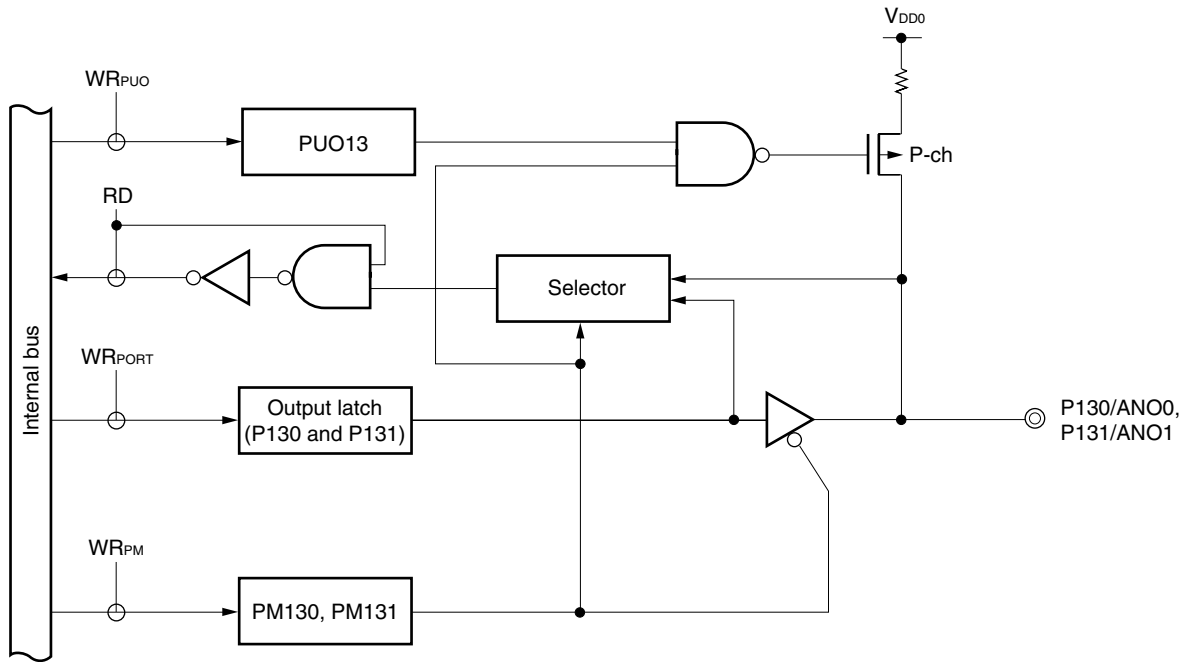 VDD0
WRPUO
PUO13
P-ch
RD
Selector
Internal bus
WRPORT
Output latch
(P130 and P131)
P130/ANO0,
P131/ANO1
WRPM
PM130, PM131